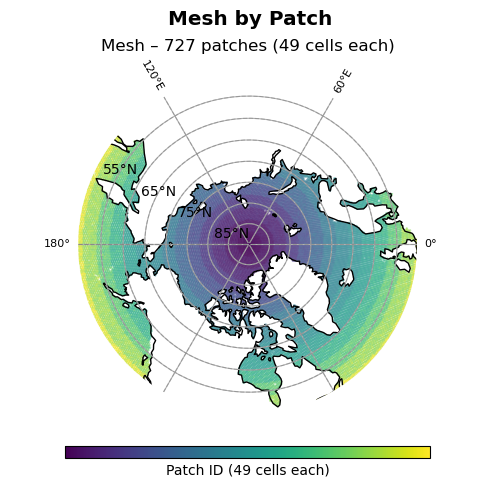 Mesh by Patch
Mesh – 727 patches (49 cells each)
120°E
60°E
55°N
65°N
75°N
85°N
180°
0°
Patch ID (49 cells each)